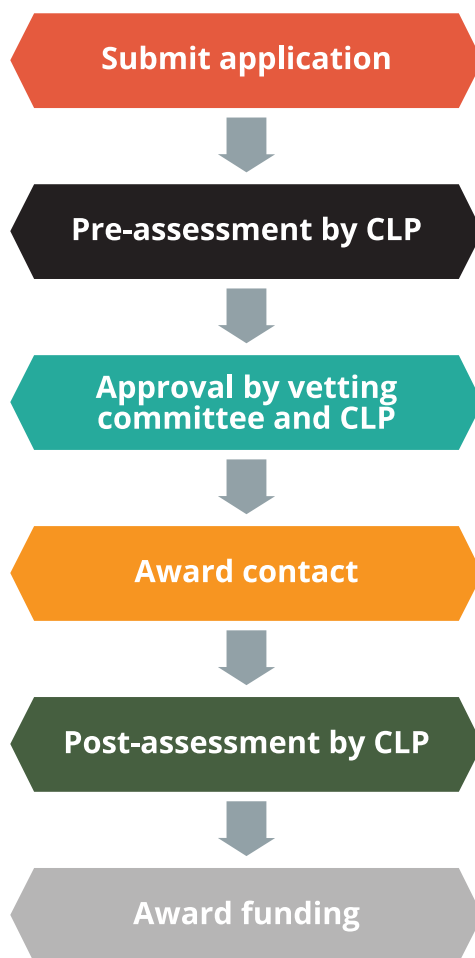 Submit application
Pre-assessment by CLP
Approval by vetting
committee and CLP
Award contact
Post-assessment by CLP
Award funding